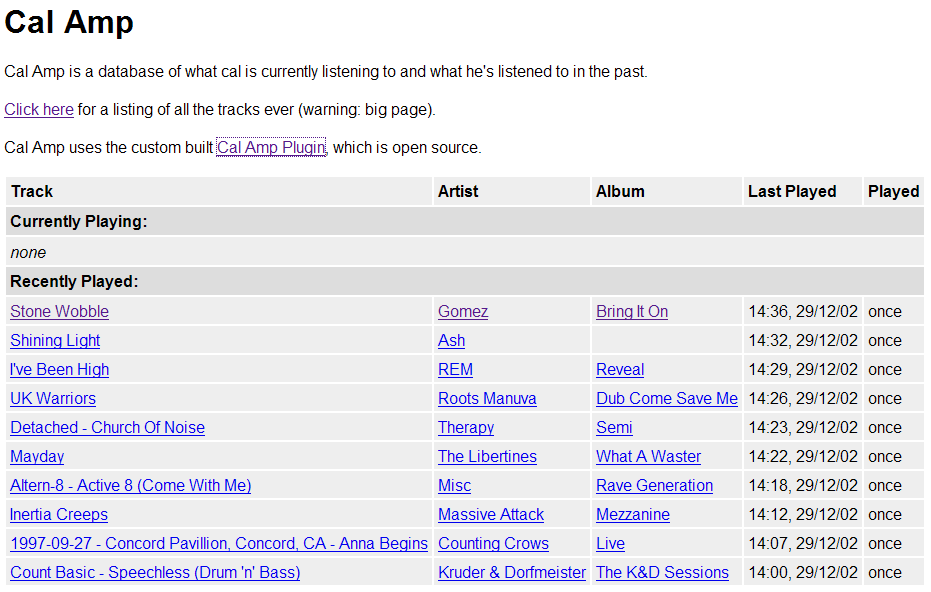 Cal Amp
Cal Amp is a database of what cal is currently listening to and what he's listened to in the past.
Click here for a listing of all the tracks ever (warning: big page).
Cal Amp uses the custom built Cal Amp Plugin, which is open source.
Track Artist Album Last Played Played
Currently Playing:
none
Recently Played:
Stone Wobble Gomez Bring It On 14:36, 29/12/02 once
Shining Light Ash 14:32, 29/12/02 once
I've Been High REM Reveal 14:29, 29/12/02 once
UK Warriors Roots Manuva Dub Come Save Me 14:26, 29/12/02 once
Detached - Church Of Noise Therapy Semi 14:23, 29/12/02 once
Mayday The Libertines What A Waster 14:22, 29/12/02 once
Altern-8 - Active 8 (Come With Me) Misc Rave Generation 14:18, 29/12/02 once
Inertia Creeps Massive Attack Mezzanine 14:12, 29/12/02 once
1997-09-27 - Concord Pavillion, Concord, CA - Anna Begins Counting Crows Live 14:07, 29/12/02 once
Count Basic - Speechless (Drum 'n' Bass) Kruder & Dorfmeister The K&D Sessions 14:00, 29/12/02 once